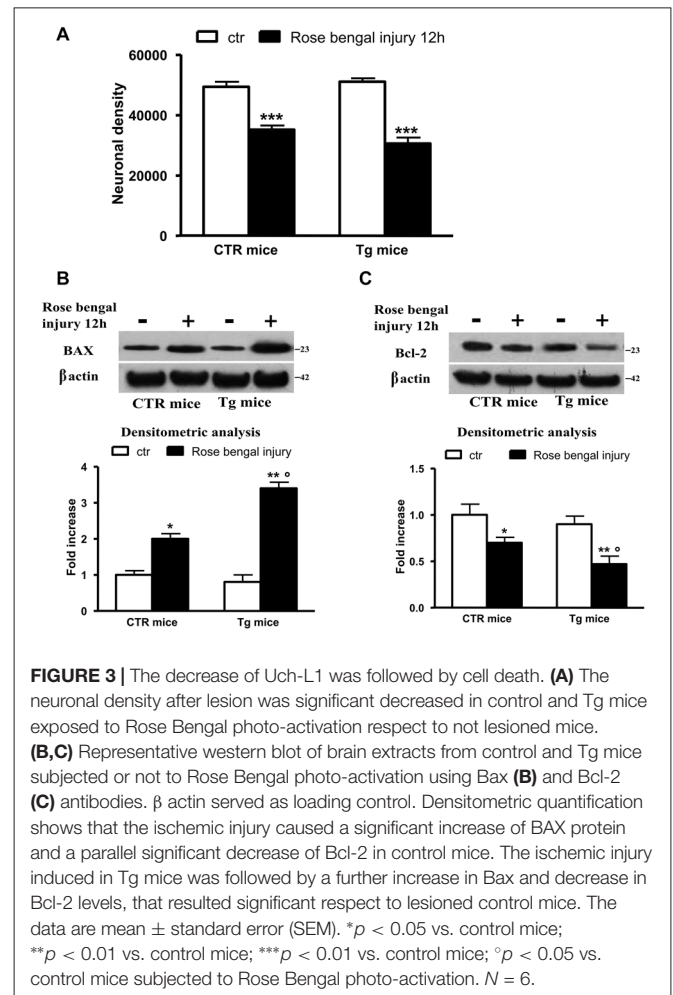 A
ctr Rose bengal injury 12h
60000
40000
20000
0
Neuronal density
***
***
CTR mice Tg mice
B
Rose bengal
injury 12h - + - +
BAX –23
β actin –42
CTR mice Tg mice
Densitometric analysis
ctr Rose bengal injury
4
3
2
1
0
Fold increase
*
** °
CTR mice Tg mice
C
Rose bengal
injury 12h - + - +
Bcl-2 –23
β actin –42
CTR mice Tg mice
Densitometric analysis
ctr Rose bengal injury
1.5
1.0
0.5
0.0
Fold increase
*
** °
CTR mice Tg mice
FIGURE 3 | The decrease of Uch-L1 was followed by cell death. (A) The
neuronal density after lesion was significant decreased in control and Tg mice
exposed to Rose Bengal photo-activation respect to not lesioned mice.
(B,C) Representative western blot of brain extracts from control and Tg mice
subjected or not to Rose Bengal photo-activation using Bax (B) and Bcl-2
(C) antibodies. β actin served as loading control. Densitometric quantification
shows that the ischemic injury caused a significant increase of BAX protein
and a parallel significant decrease of Bcl-2 in control mice. The ischemic injury
induced in Tg mice was followed by a further increase in Bax and decrease in
Bcl-2 levels, that resulted significant respect to lesioned control mice. The
data are mean ± standard error (SEM). *p < 0.05 vs. control mice;
**p < 0.01 vs. control mice; ***p < 0.01 vs. control mice; °p < 0.05 vs.
control mice subjected to Rose Bengal photo-activation. N = 6.